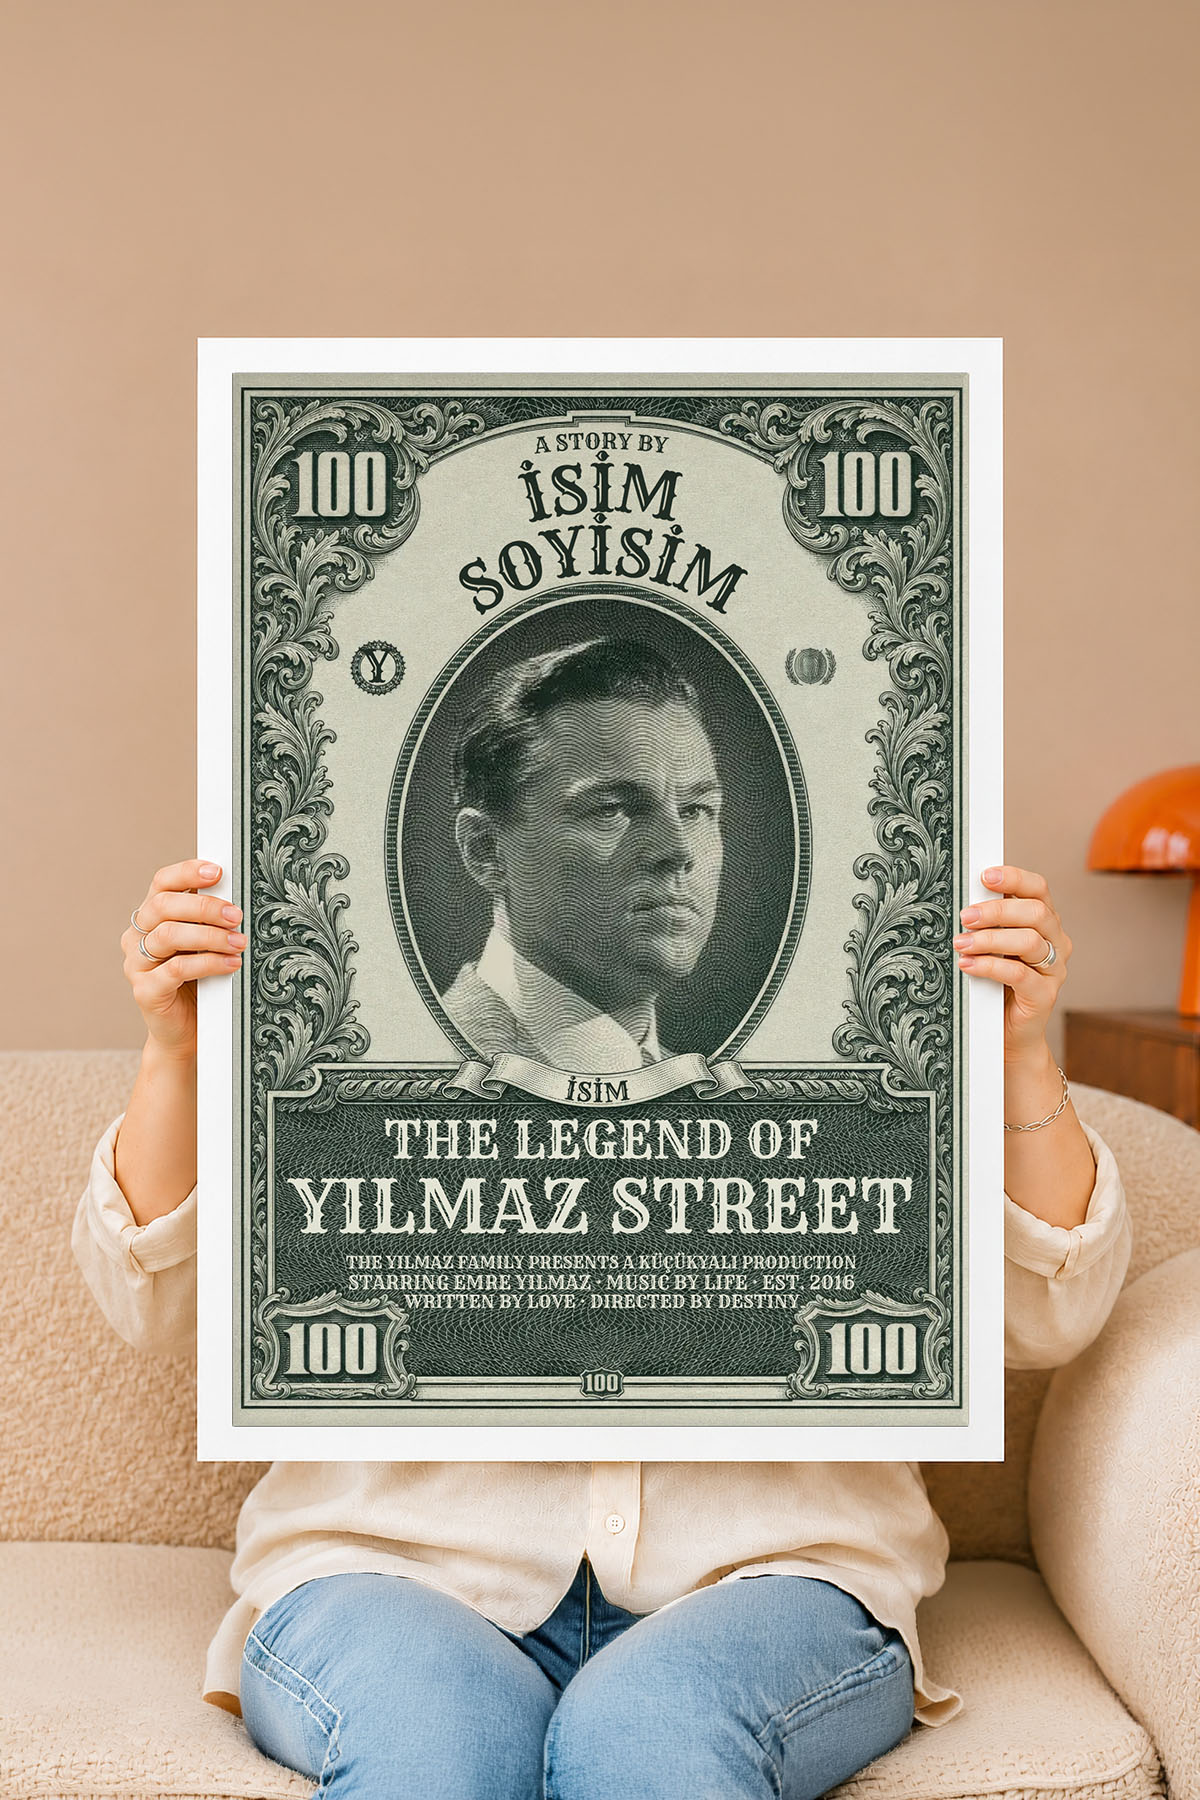 A STORY BY
İSİM
SOYİSİM
100
100
Y
İSİM
THE LEGEND OF
YILMAZ STREET
THE YILMAZ FAMILY PRESENTS A KÜÇÜKYALI PRODUCTION
STARRING EMRE YILMAZ · MUSIC BY LIFE · EST. 2016
WRITTEN BY LOVE · DIRECTED BY DESTINY
100
100
100